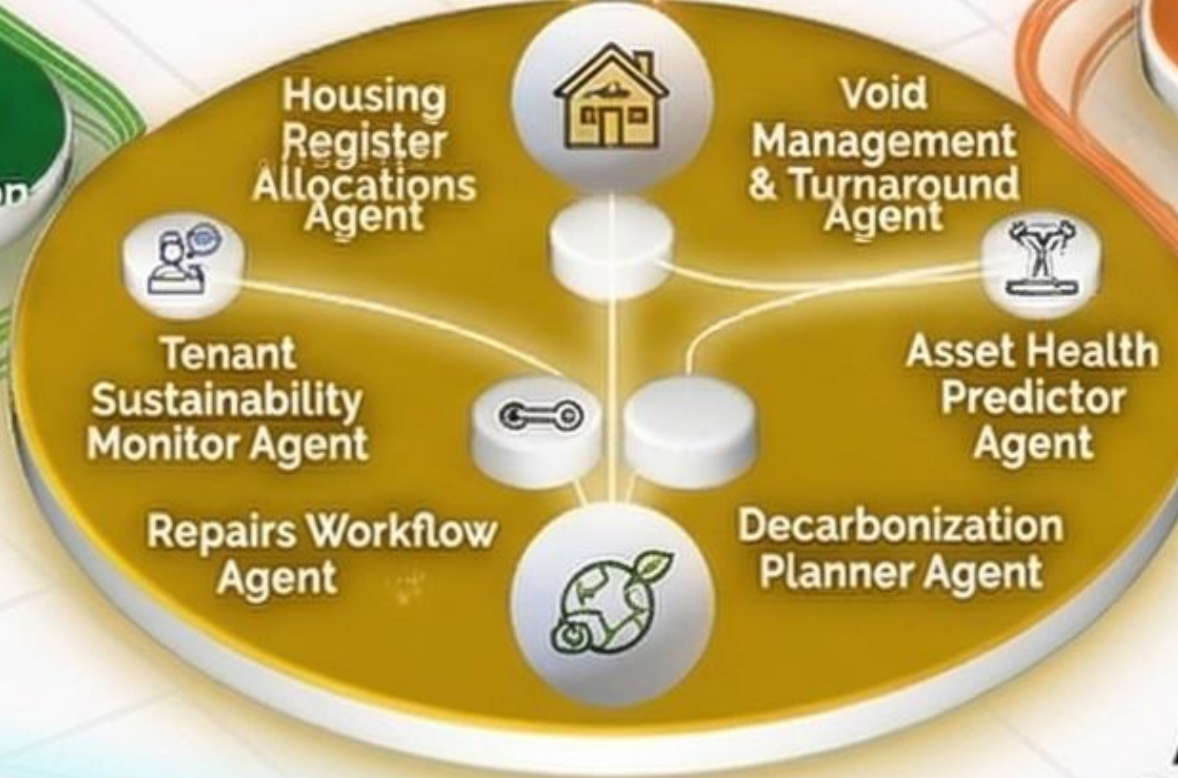 Housing
Register
Allocations
Agent
Void
Management
& Turnaround
Agent
Tenant
Sustainability
Monitor Agent
Asset Health
Predictor
Agent
Repairs Workflow
Agent
Decarbonization
Planner Agent